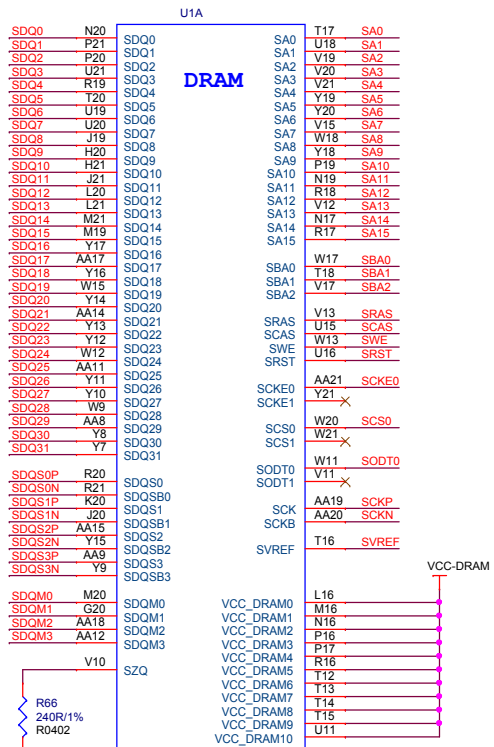 U1A
DRAM
SDQ0 N20 SDQ0
SDQ1 P21 SDQ1
SDQ2 P20 SDQ2
SDQ3 U21 SDQ3
SDQ4 R19 SDQ4
SDQ5 T20 SDQ5
SDQ6 U19 SDQ6
SDQ7 U20 SDQ7
SDQ8 J19 SDQ8
SDQ9 H20 SDQ9
SDQ10 H21 SDQ10
SDQ11 J21 SDQ11
SDQ12 L20 SDQ12
SDQ13 L21 SDQ13
SDQ14 M21 SDQ14
SDQ15 M19 SDQ15
SDQ16 Y17 SDQ16
SDQ17 AA17 SDQ17
SDQ18 Y16 SDQ18
SDQ19 W15 SDQ19
SDQ20 Y14 SDQ20
SDQ21 AA14 SDQ21
SDQ22 Y13 SDQ22
SDQ23 Y12 SDQ23
SDQ24 W12 SDQ24
SDQ25 AA11 SDQ25
SDQ26 Y11 SDQ26
SDQ27 Y10 SDQ27
SDQ28 W9 SDQ28
SDQ29 AA8 SDQ29
SDQ30 Y8 SDQ30
SDQ31 Y7 SDQ31
SDQS0P R20 SDQS0
SDQS0N R21 SDQSB0
SDQS1P K20 SDQS1
SDQS1N J20 SDQSB1
SDQS2P AA15 SDQS2
SDQS2N Y15 SDQSB2
SDQS3P AA9 SDQS3
SDQS3N Y9 SDQSB3
SDQM0 M20 SDQM0
SDQM1 G20 SDQM1
SDQM2 AA18 SDQM2
SDQM3 AA12 SDQM3
V10 SZQ
R66
240R/1%
R0402
SA0 T17 SA0
SA1 U18 SA1
SA2 V19 SA2
SA3 V20 SA3
SA4 V21 SA4
SA5 Y19 SA5
SA6 Y20 SA6
SA7 V15 SA7
SA8 W18 SA8
SA9 Y18 SA9
SA10 P19 SA10
SA11 N19 SA11
SA12 R18 SA12
SA13 V12 SA13
SA14 N17 SA14
SA15 R17 SA15
SBA0 W17 SBA0
SBA1 T18 SBA1
SBA2 V17 SBA2
SRAS V13 SRAS
SCAS U15 SCAS
SWE W13 SWE
SRST U16 SRST
SCKE0 AA21 SCKE0
SCKE1 Y21
SCS0 W20 SCS0
SCS1 W21
SODT0 W11 SODT0
SODT1 V11
SCK AA19 SCKP
SCKB AA20 SCKN
SVREF T16 SVREF
VCC-DRAM
VCC_DRAM0 L16
VCC_DRAM1 M16
VCC_DRAM2 N16
VCC_DRAM3 P16
VCC_DRAM4 P17
VCC_DRAM5 R16
VCC_DRAM6 T12
VCC_DRAM7 T13
VCC_DRAM8 T14
VCC_DRAM9 T15
VCC_DRAM10 U11